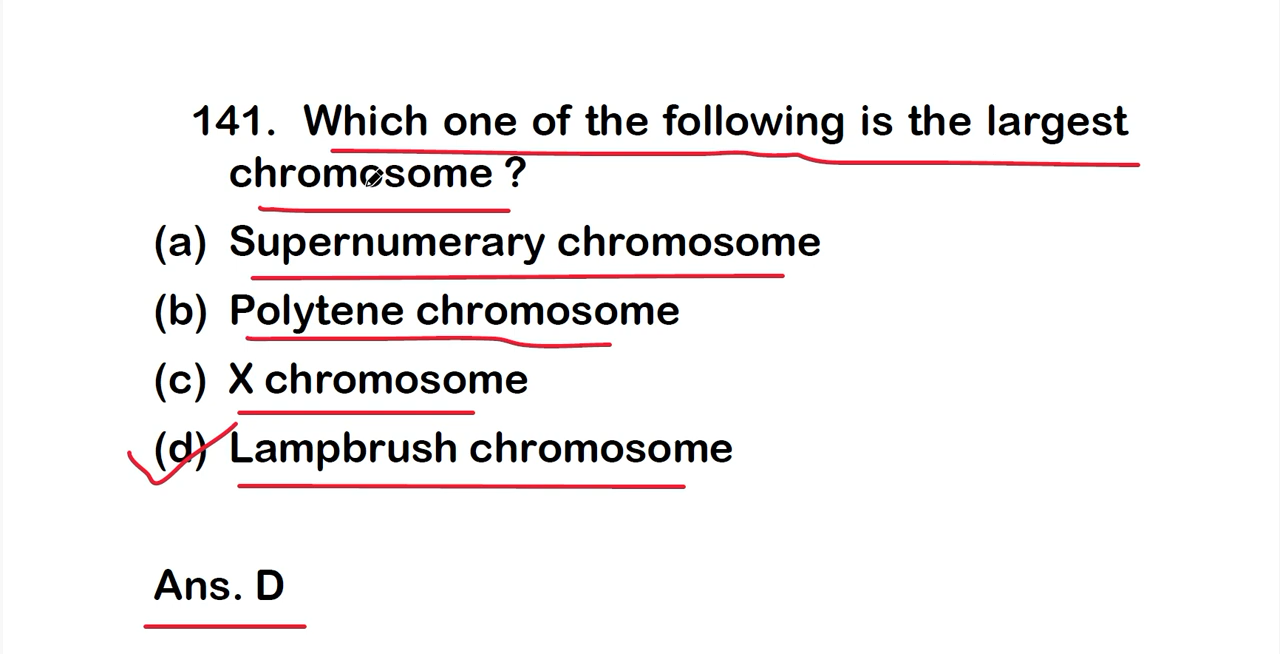 141. Which one of the following is the largest
chromosome ?
(a) Supernumerary chromosome
(b) Polytene chromosome
(c) X chromosome
(d) Lampbrush chromosome
Ans. D